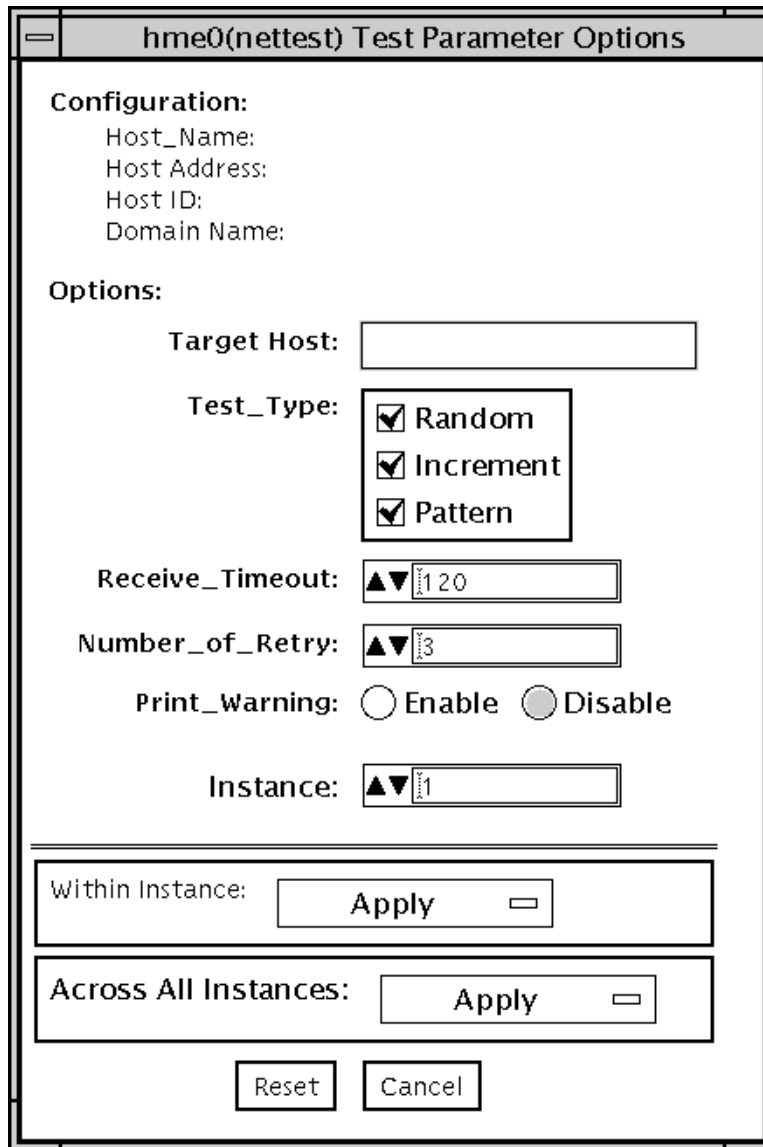 hme0(nettest) Test Parameter Options
Configuration:
Host_Name:
Host Address:
Host ID:
Domain Name:
Options:
Target Host:
Test_Type:
Random
Increment
Pattern
Receive_Timeout: 120
Number_of_Retry: 3
Print_Warning: Enable Disable
Instance: 1
Within Instance: Apply
Across All Instances: Apply
Reset Cancel